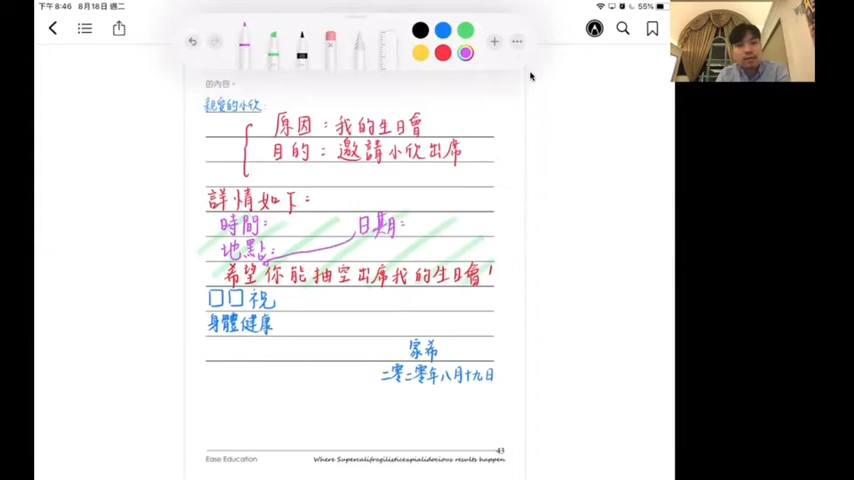 下午8:46 8月18日 週二
55%
的內容。
親愛的小欣:
原因：我的生日會
目的：邀請小欣出席
詳情如下：
時間： 日期：
地點：
希望你能抽空出席我的生日會！
□□祝
身體健康
家希
二零二零年八月十九日
43
Ease Education Where Supercalifragilisticexpialidocious results happen